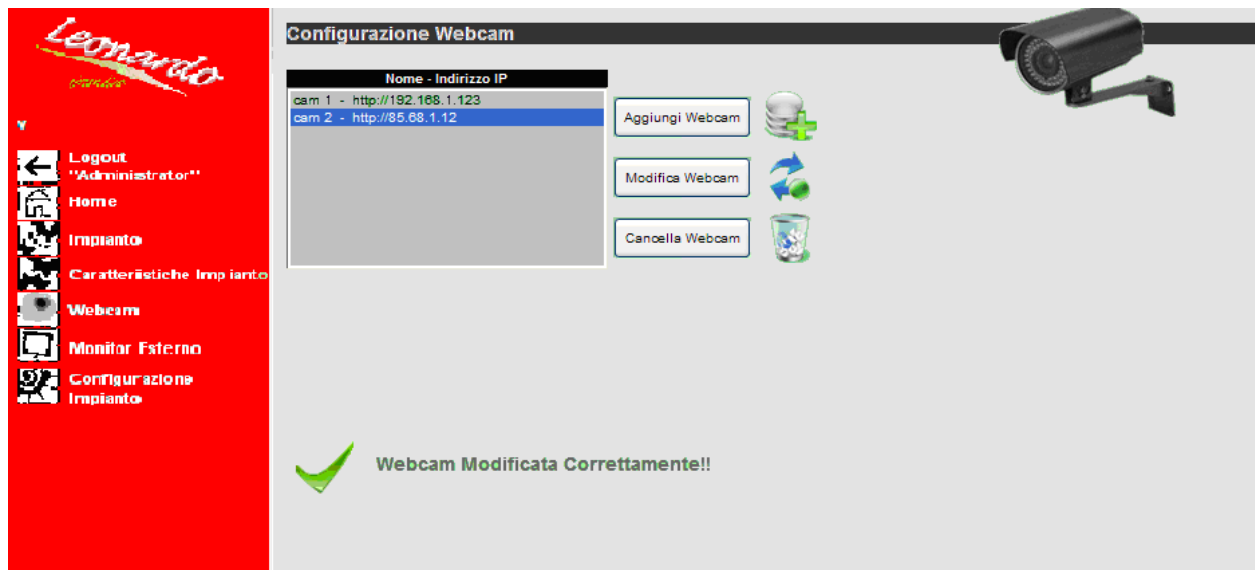 Leonardo
Configurazione Webcam
Nome - Indirizzo IP
cam 1 - http://192.168.1.123
cam 2 - http://85.68.1.12
Aggiungi Webcam
Modifica Webcam
Cancella Webcam
Logout
"Administrator"
Home
Impianto
Caratteristiche Impianto
Webcam
Monitor Esterno
Configurazione
Impianto
Webcam Modificata Correttamente!!